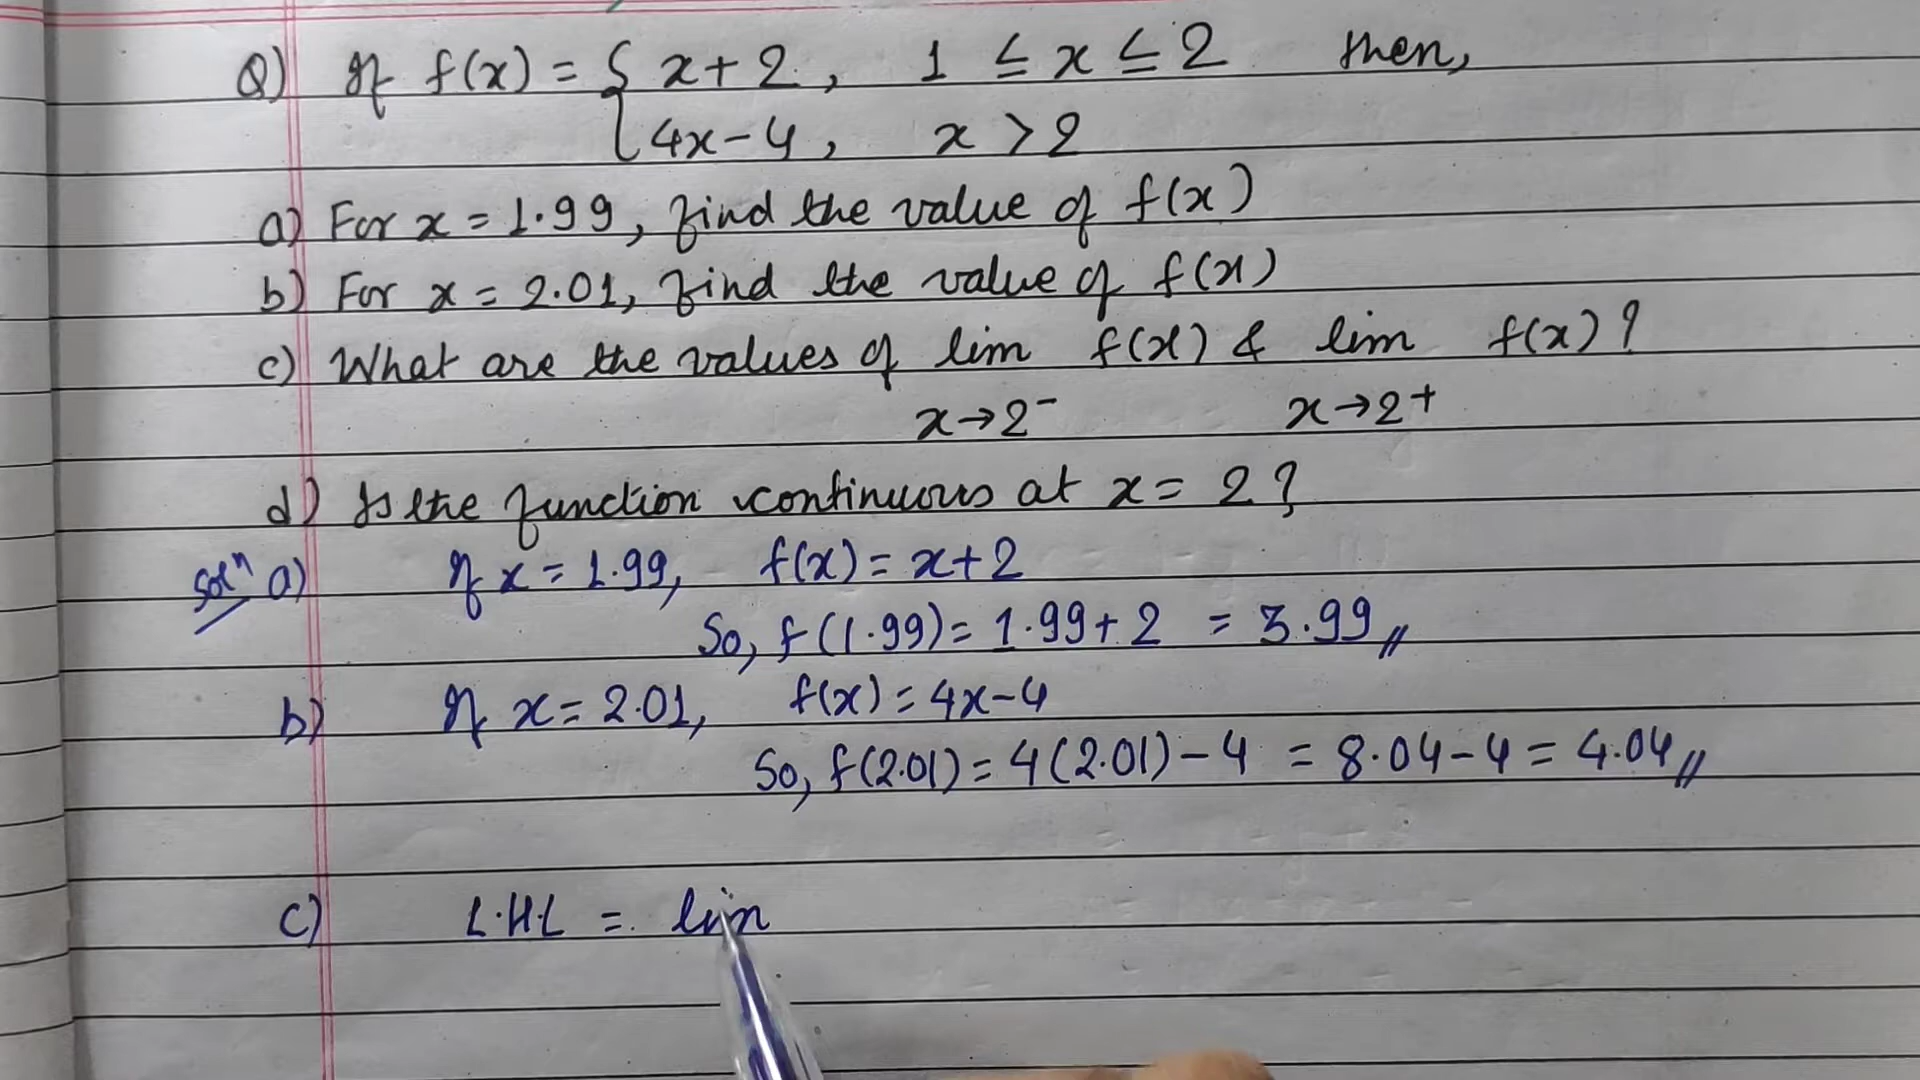 Q) If f(x) = { x+2, 1 ≤ x ≤ 2 then,
4x-4, x > 2
a) For x = 1.99, find the value of f(x)
b) For x = 2.01, find the value of f(x)
c) What are the values of lim f(x) & lim f(x)?
x→2⁻ x→2⁺
d) Is the function continuous at x = 2?
Solⁿ a) If x = 1.99, f(x) = x+2
So, f(1.99) = 1.99+2 = 3.99//
b) If x = 2.01, f(x) = 4x-4
So, f(2.01) = 4(2.01) - 4 = 8.04-4 = 4.04//
c) L.H.L = lim